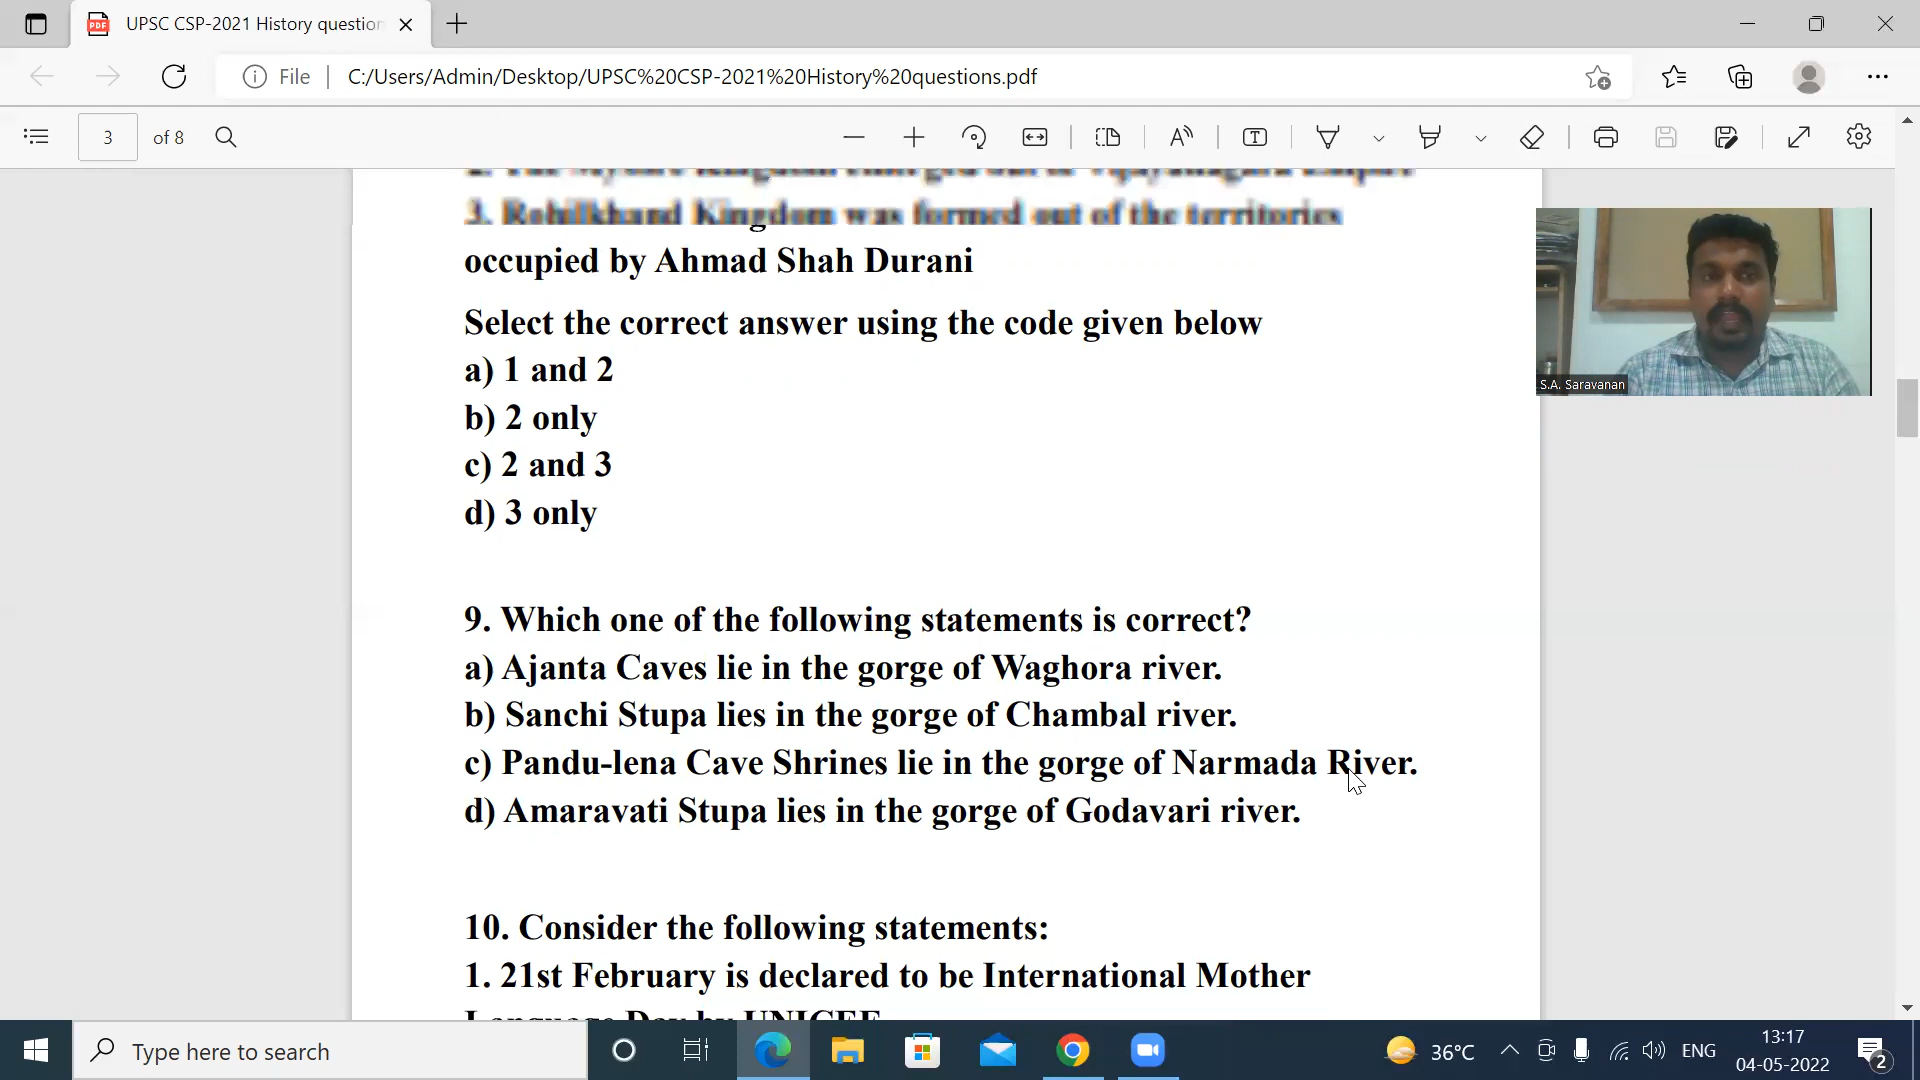 UPSC CSP-2021 History question
File
C:/Users/Admin/Desktop/UPSC%20CSP-2021%20History%20questions.pdf
3 of 8
3. Rohilkhand Kingdom was formed out of the territories
occupied by Ahmad Shah Durani
Select the correct answer using the code given below
a) 1 and 2
b) 2 only
c) 2 and 3
d) 3 only
S.A. Saravanan
9. Which one of the following statements is correct?
a) Ajanta Caves lie in the gorge of Waghora river.
b) Sanchi Stupa lies in the gorge of Chambal river.
c) Pandu-lena Cave Shrines lie in the gorge of Narmada River.
d) Amaravati Stupa lies in the gorge of Godavari river.
10. Consider the following statements:
1. 21st February is declared to be International Mother
Language Day by UNICEF
Type here to search
36°C
ENG
13:17
04-05-2022
2